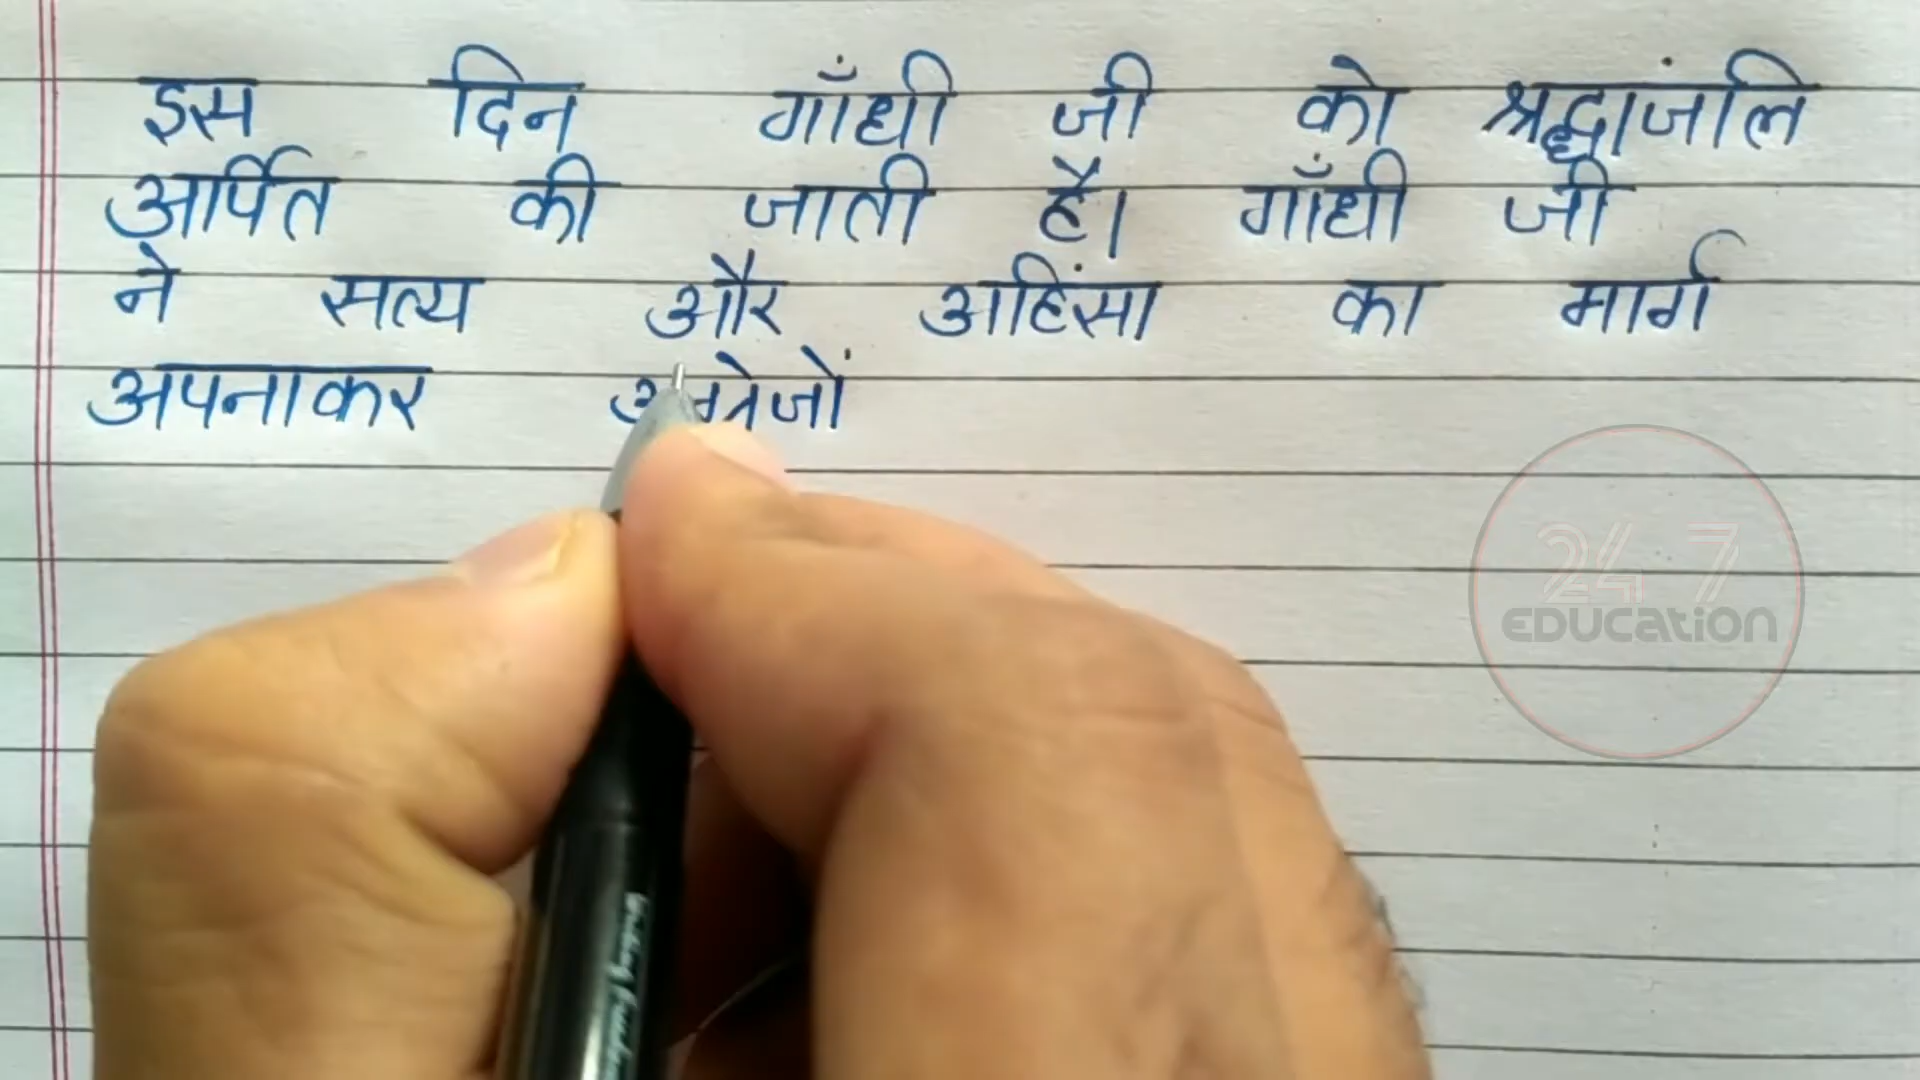 इस दिन गाँधी जी को श्रद्धांजलि
अर्पित की जाती है। गाँधी जी
ने सत्य और अहिंसा का मार्ग
अपनाकर
24 7
EDUCATION